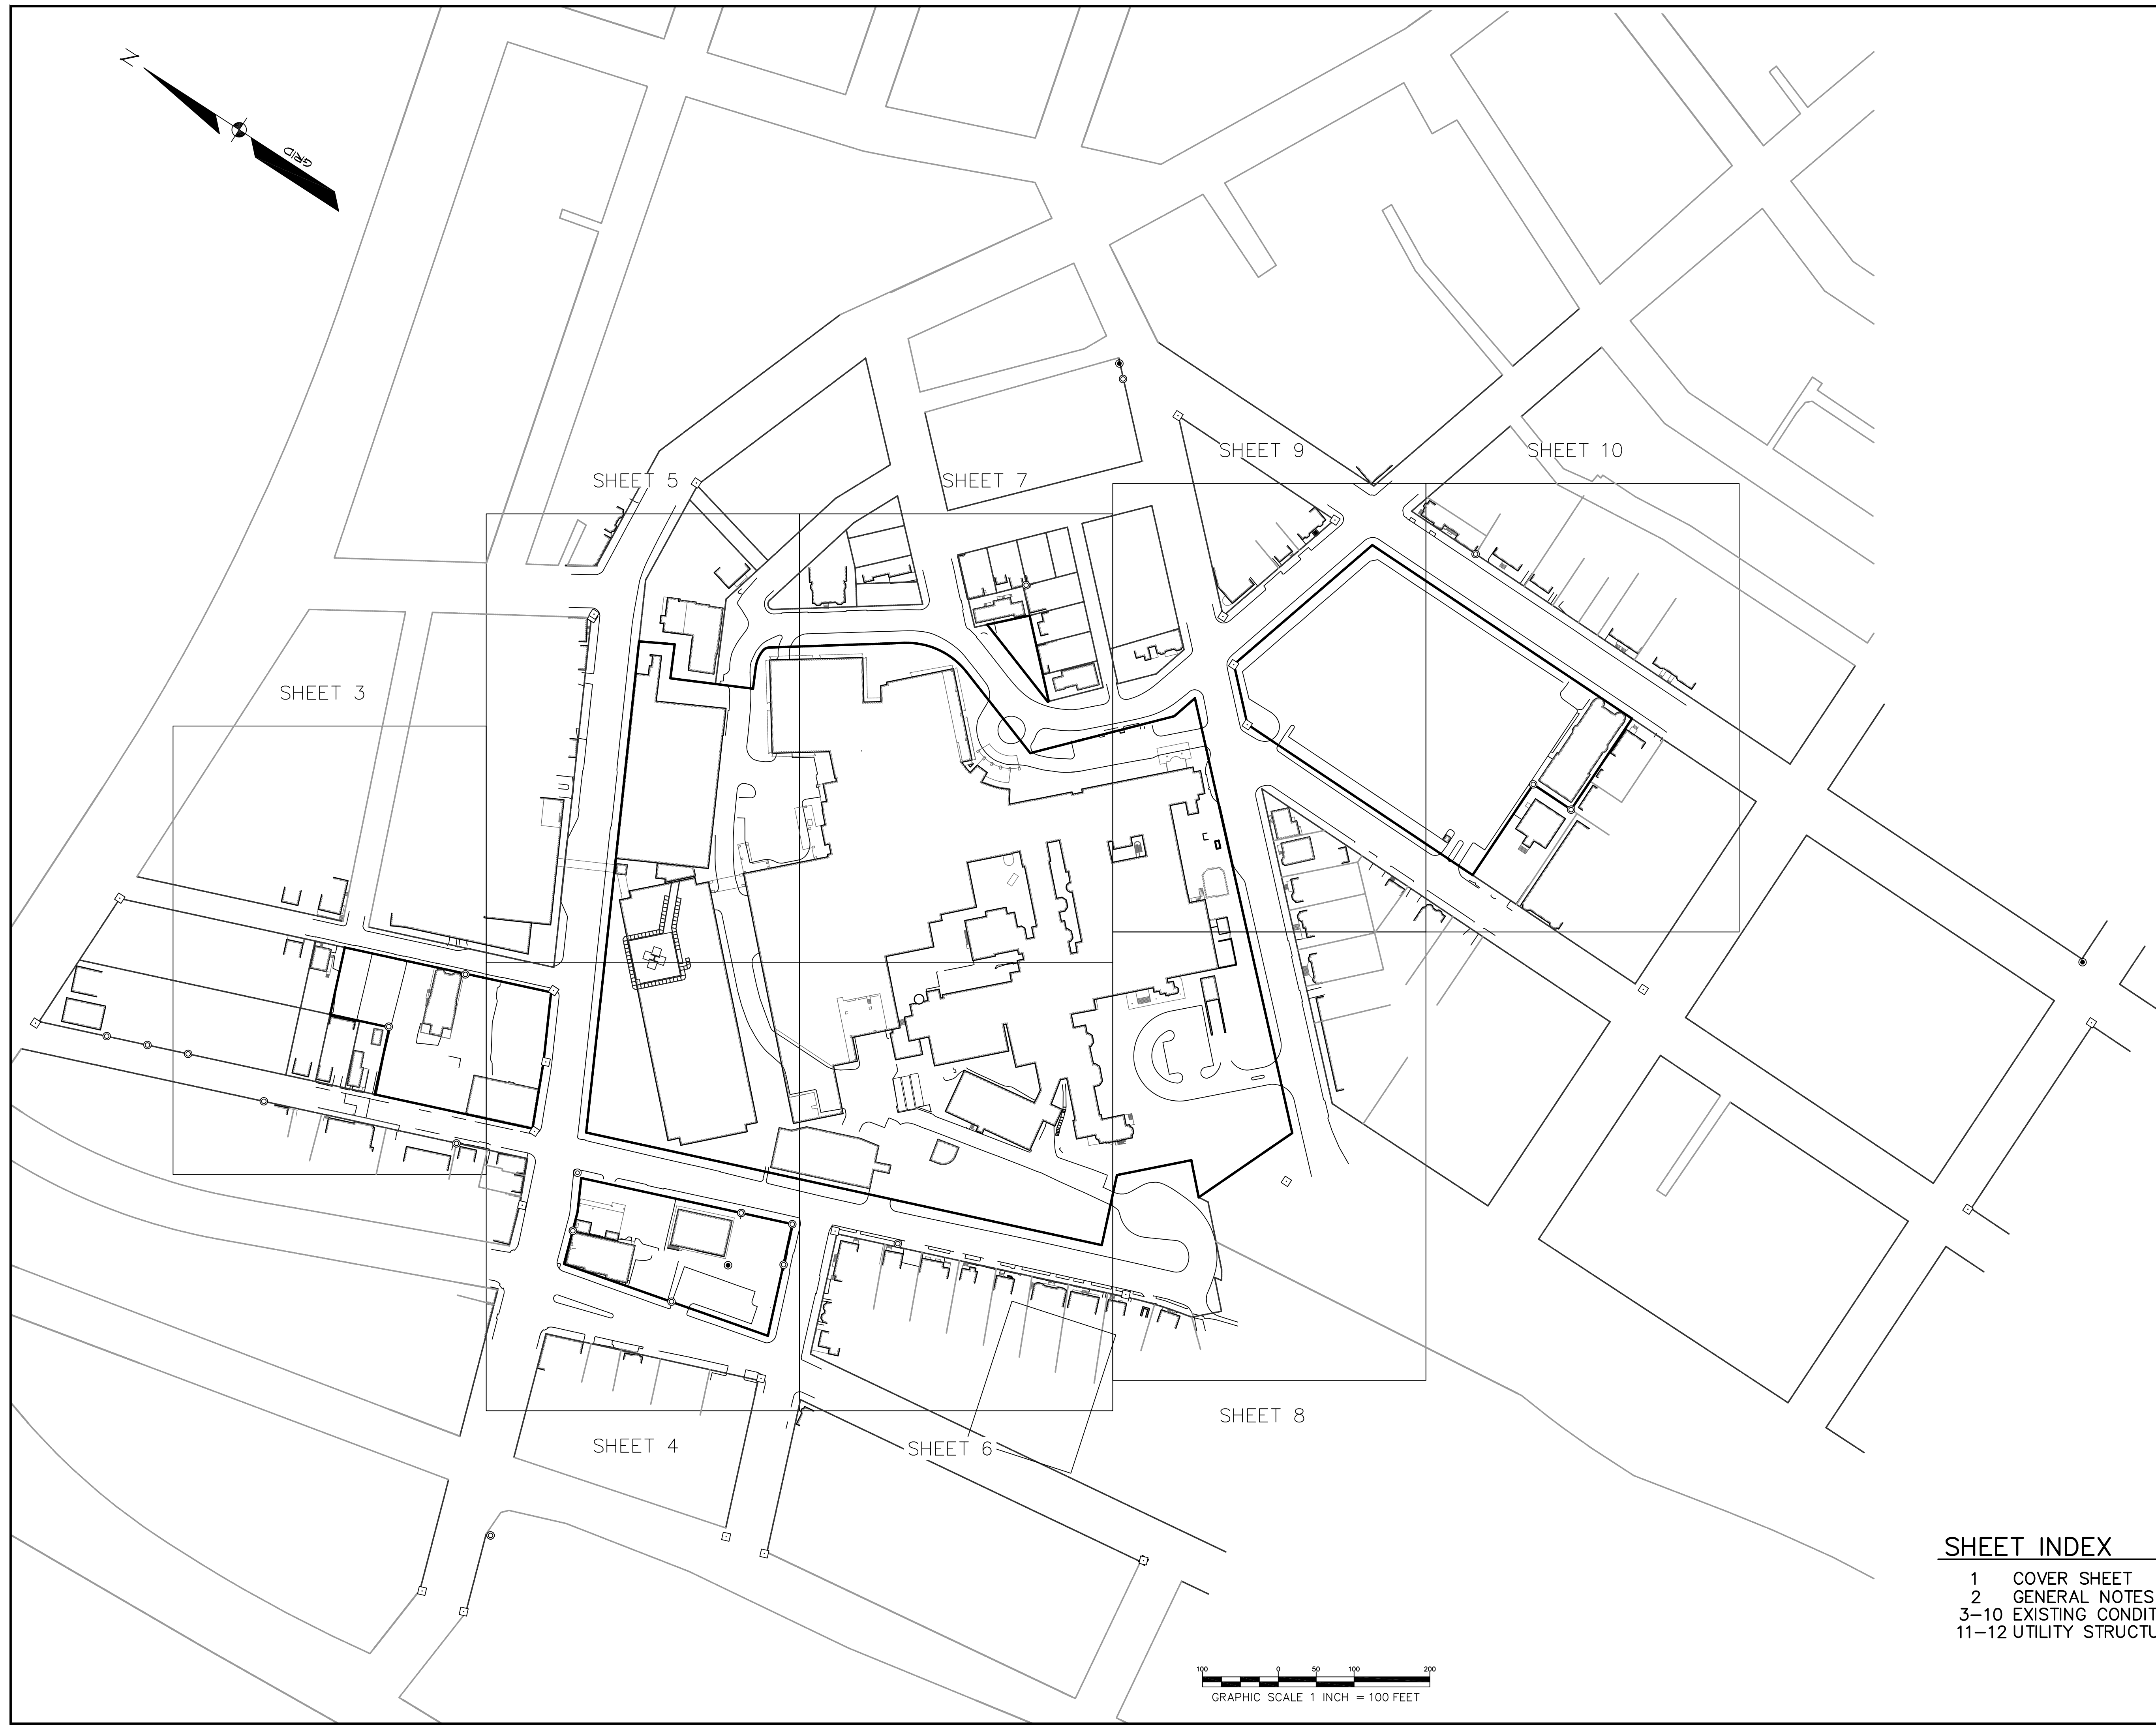 N
GRID
SHEET 9
SHEET 10
SHEET 5
SHEET 7
SHEET 3
SHEET 8
SHEET 4
SHEET 6
SHEET INDEX
1 COVER SHEET
2 GENERAL NOTES
3-10 EXISTING CONDIT
11-12 UTILITY STRUCTU
100 0 50 100 200
GRAPHIC SCALE 1 INCH = 100 FEET